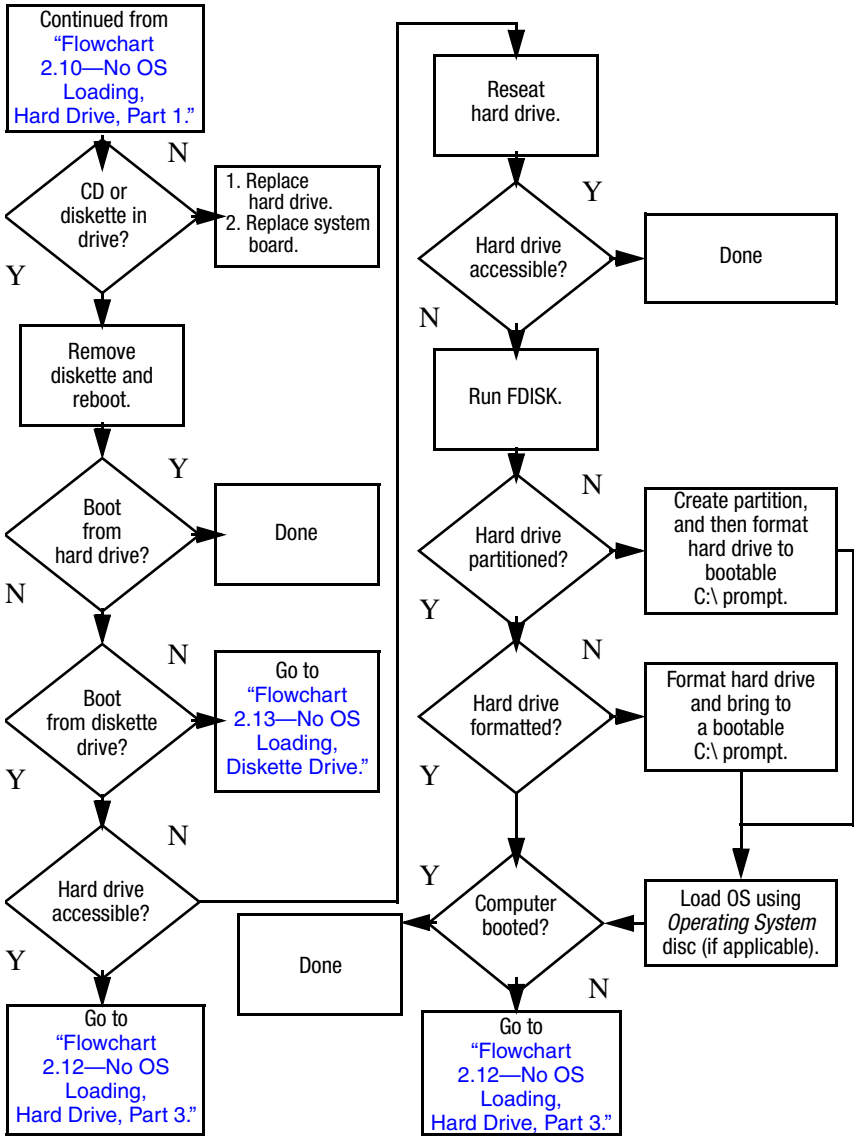 Continued from
“Flowchart
2.10—No OS
Loading,
Hard Drive, Part 1.”
N
CD or
diskette in
drive?
1. Replace
hard drive.
2. Replace system
board.
Y
Remove
diskette and
reboot.
Y
Boot
from
hard drive?
Done
N
N
Boot
from diskette
drive?
Go to
“Flowchart
2.13—No OS
Loading,
Diskette Drive.”
Y
N
Hard drive
accessible?
Y
Go to
“Flowchart
2.12—No OS
Loading,
Hard Drive, Part 3.”
Reseat
hard drive.
Y
Hard drive
accessible?
Done
N
Run FDISK.
N
Hard drive
partitioned?
Create partition,
and then format
hard drive to
bootable
C:\ prompt.
Y
N
Hard drive
formatted?
Format hard drive
and bring to
a bootable
C:\ prompt.
Y
Y
Computer
booted?
Load OS using
Operating System
disc (if applicable).
Done
N
Go to
“Flowchart
2.12—No OS
Loading,
Hard Drive, Part 3.”